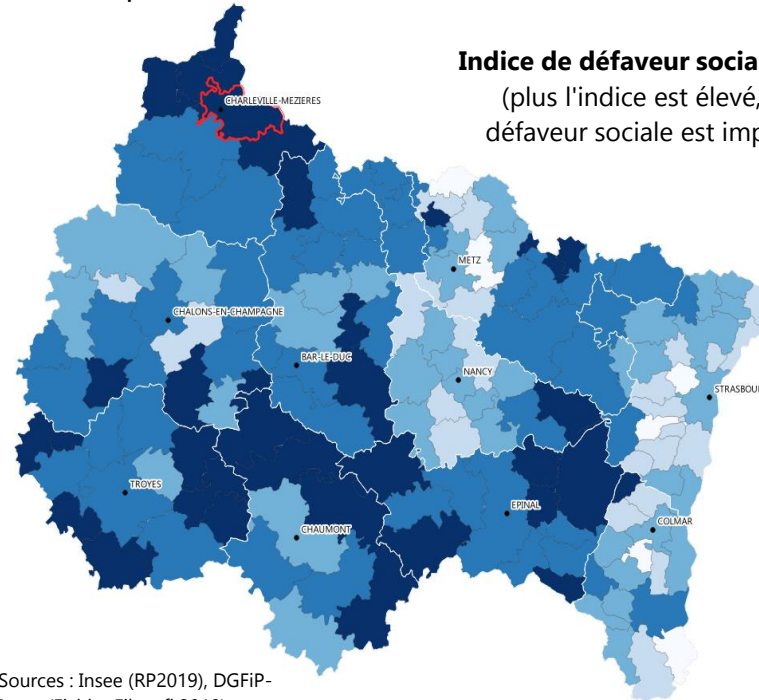 Indice de défaveur socia
(plus l'indice est élevé,
défaveur sociale est imp
CHARLEVILLE-MEZIERES
METZ
CHALONS-EN-CHAMPAGNE
BAR-LE-DUC
NANCY
STRASBOUR
TROYES
EPINAL
COLMAR
CHAUMONT
Sources : Insee (RP2019), DGFiP-